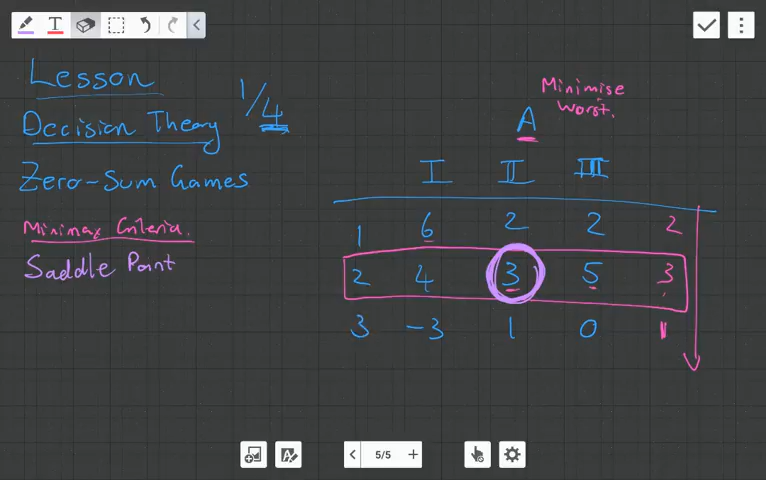 Lesson
1/4
Decision Theory
Zero-Sum Games
Minimax Criteria.
Saddle Point
Minimise
Worst.
A
I II III
1 6 2 2 2
2 4 3 5 3
3 -3 1 0
5/5